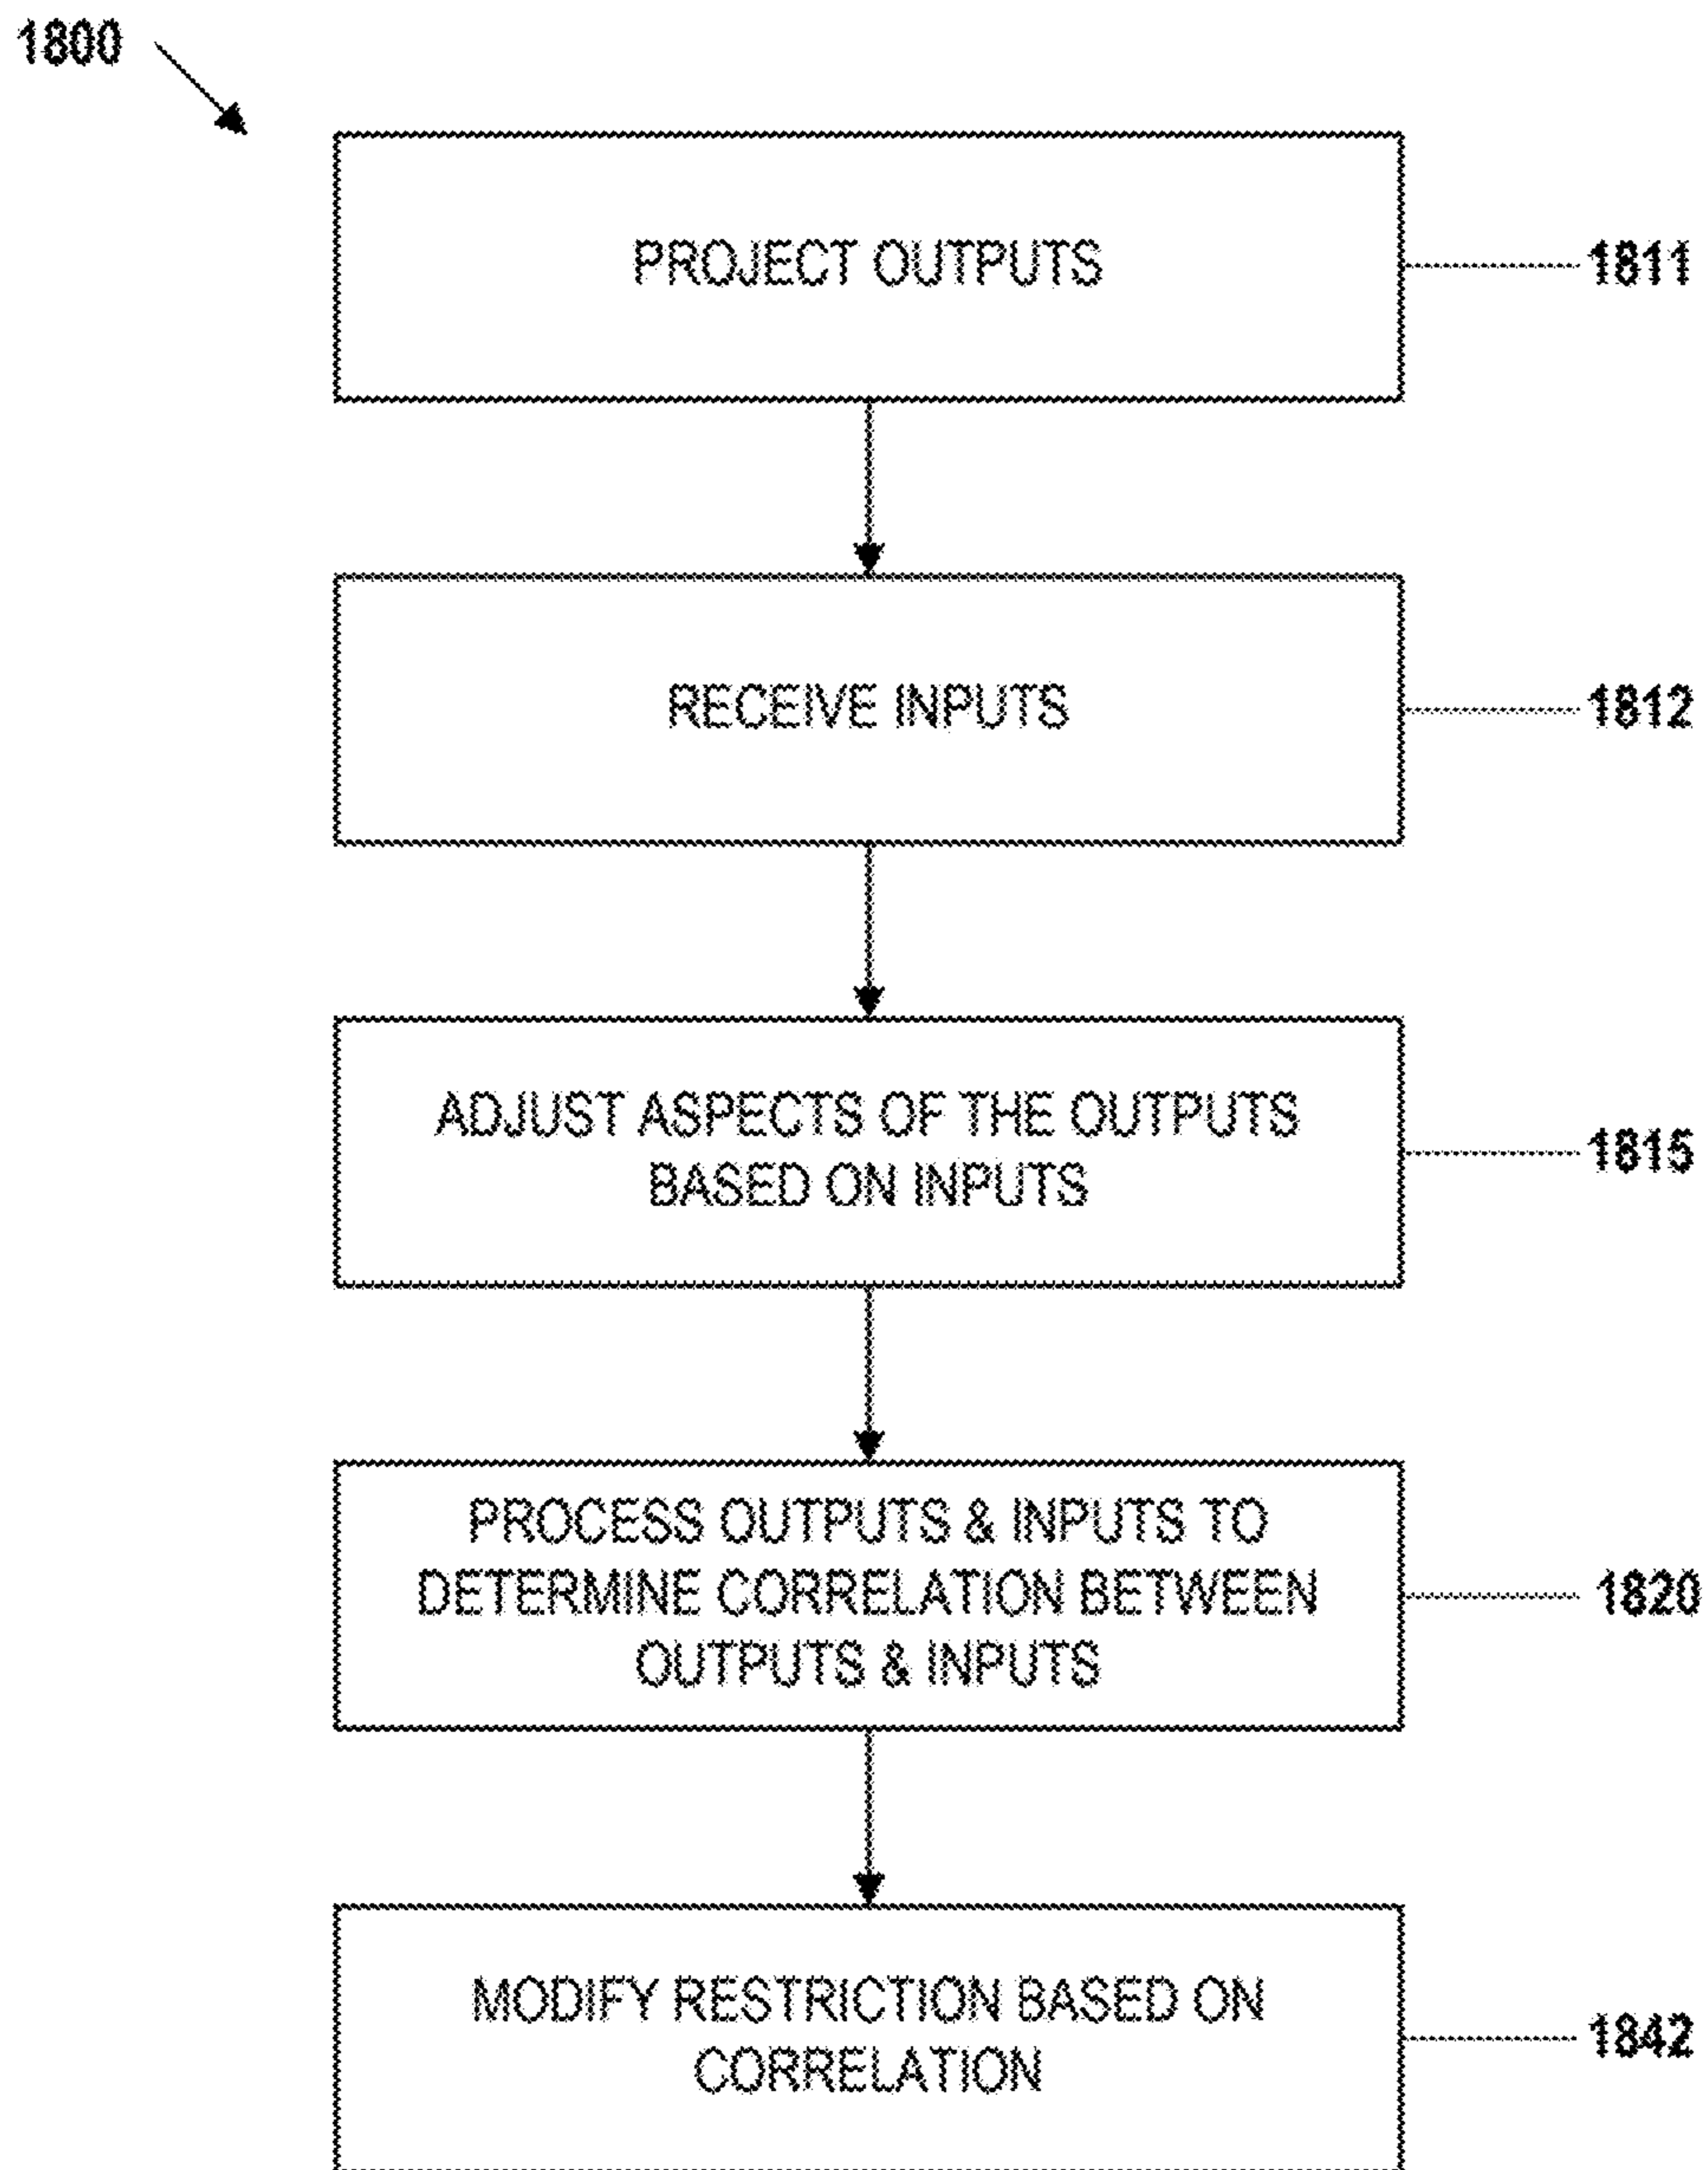 1800
PROJECT OUTPUTS
1811
RECEIVE INPUTS
1812
ADJUST ASPECTS OF THE OUTPUTS
BASED ON INPUTS
1815
PROCESS OUTPUTS & INPUTS TO
DETERMINE CORRELATION BETWEEN
OUTPUTS & INPUTS
1820
MODIFY RESTRICTION BASED ON
CORRELATION
1842